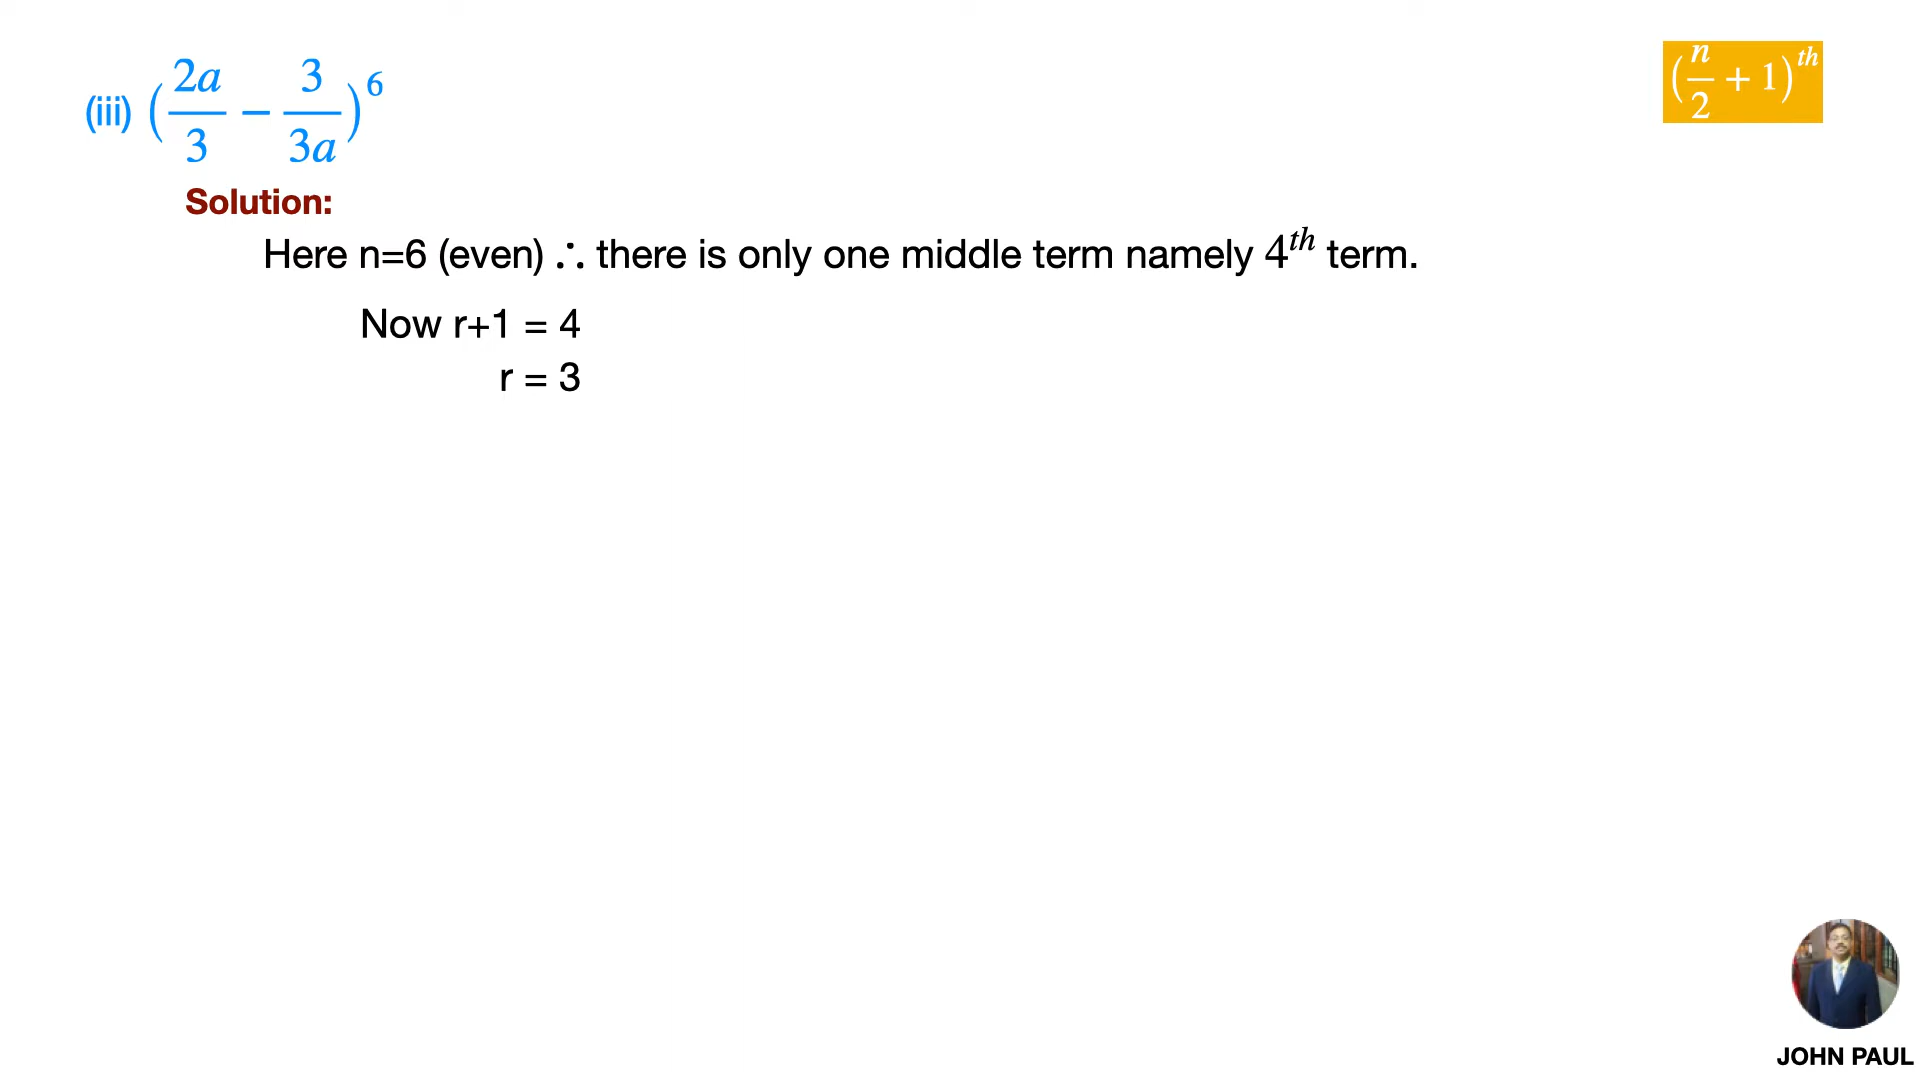 (iii) (2a/3 − 3/3a)^6
(n/2 + 1)^th
Solution:
Here n=6 (even) ∴ there is only one middle term namely 4^th term.
Now r+1 = 4
r = 3
JOHN PAUL